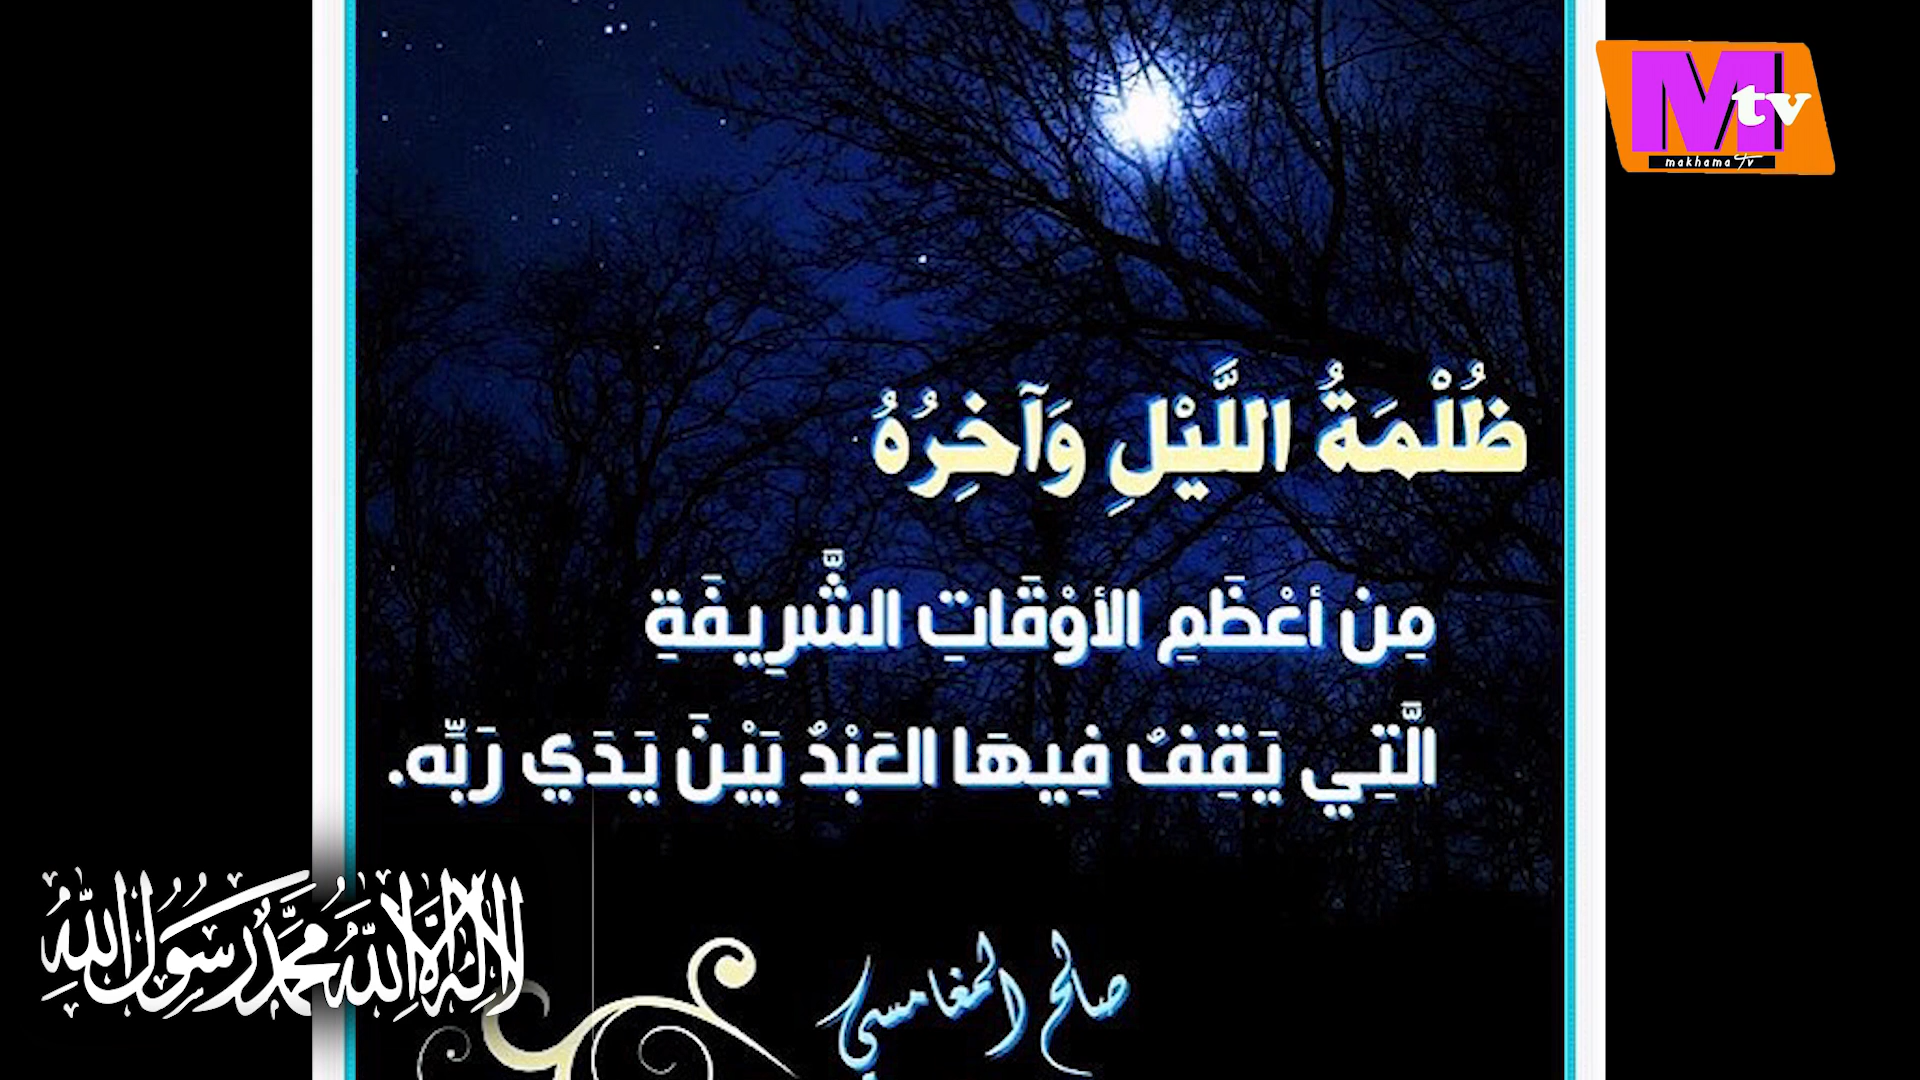 M tv
makhama tv
ظُلْمَةُ اللَّيْلِ وَآخِرُهُ
مِن أعْظَمِ الأوْقَاتِ الشَّرِيفَةِ
الَّتِي يَقِفُ فِيهَا العَبْدُ بَيْنَ يَدَي رَبِّه.
لا إله إلا الله محمد رسول الله
صالح المغامسي